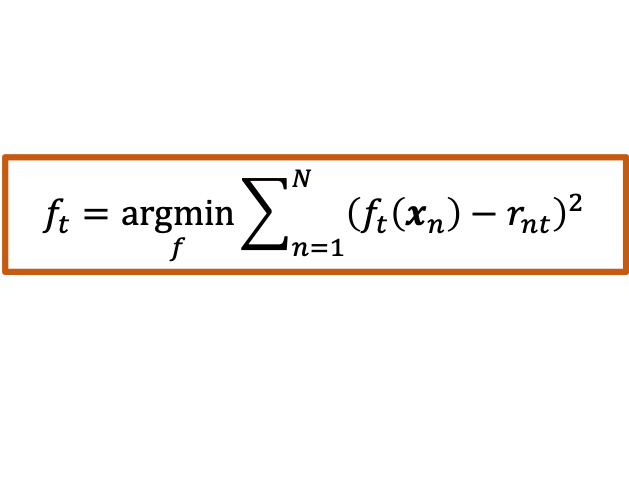 f_t = argmin_f ∑_{n=1}^{N} (f_t(𝒙_n) − r_{nt})^2